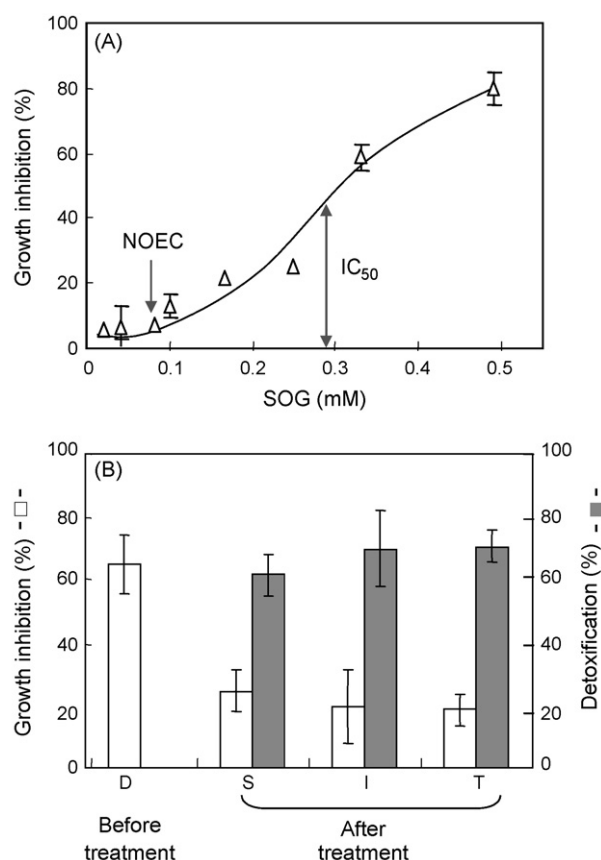 (A)
Growth inhibition (%)
100
80
60
40
20
0
NOEC
IC50
0
0.1
0.2
0.3
0.4
0.5
SOG (mM)
(B)
Growth inhibition (%) - □ -
100
80
60
40
20
0
100
80
60
40
20
0
Detoxification (%) - ■ -
D
S
I
T
Before
treatment
After
treatment